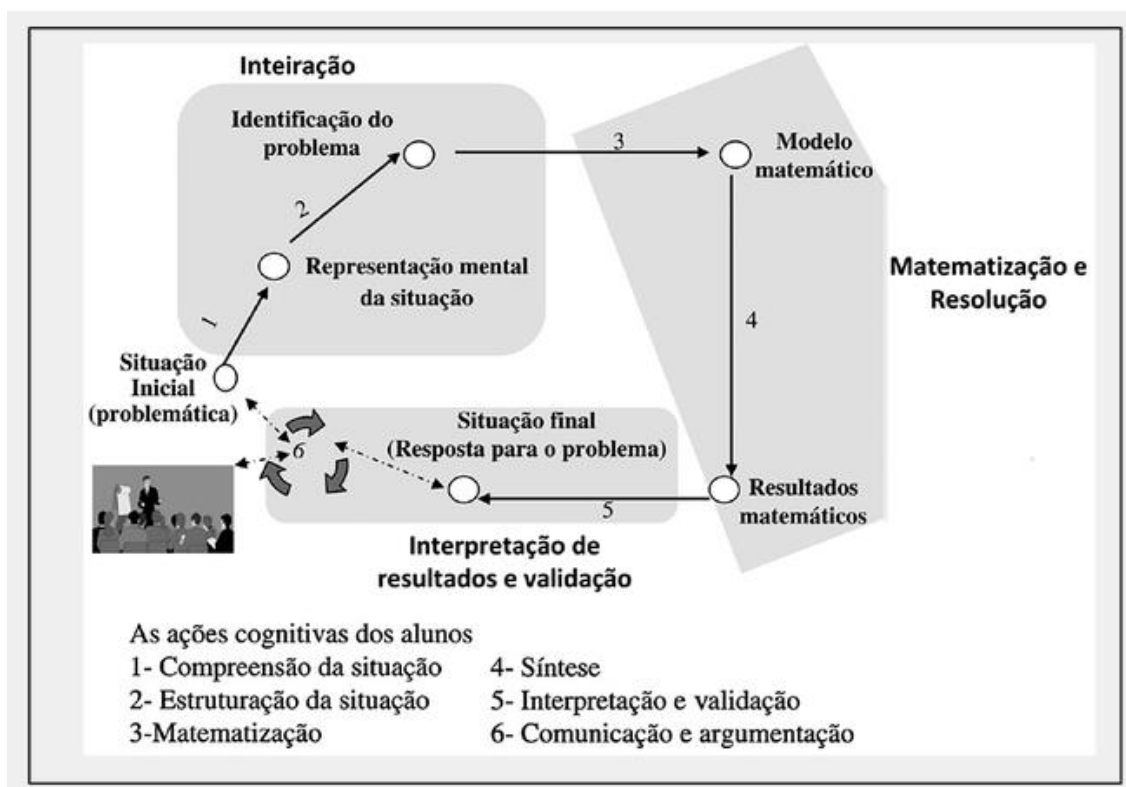 Inteiração
Identificação do
problema
3
Modelo
matemático
2
Representação mental
da situação
Matematização e
Resolução
1
4
Situação
Inicial
(problemática)
Situação final
(Resposta para o problema)
6
Resultados
matemáticos
5
Interpretação de
resultados e validação
As ações cognitivas dos alunos
1- Compreensão da situação
2- Estruturação da situação
3-Matematização
4- Síntese
5- Interpretação e validação
6- Comunicação e argumentação